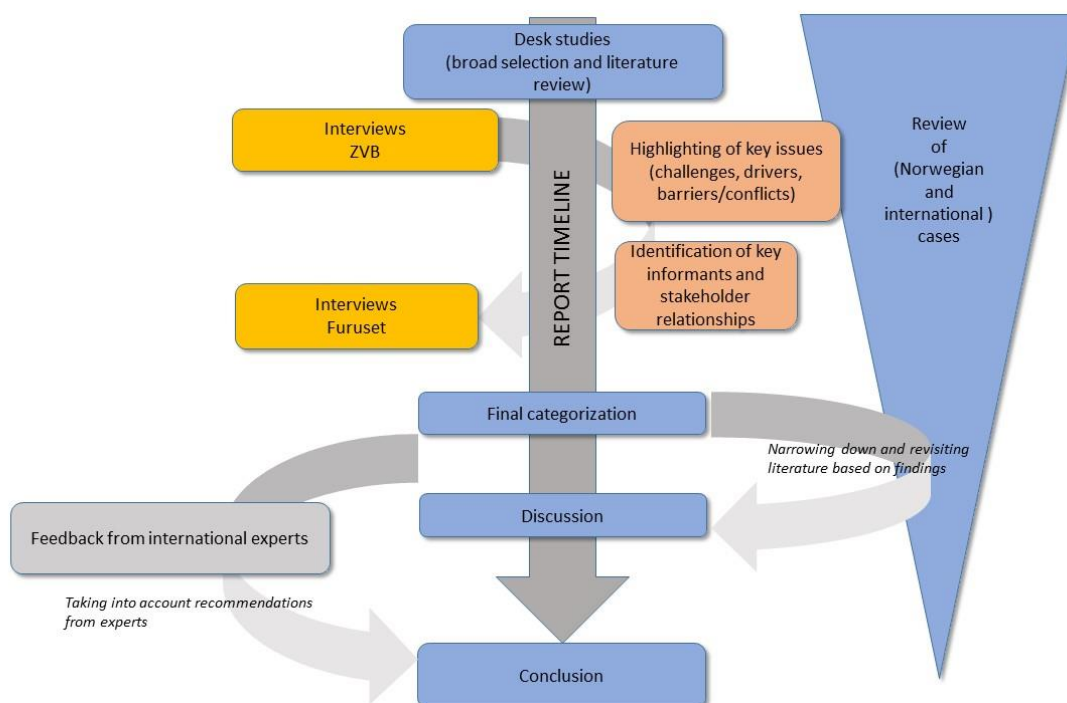 Desk studies
(broad selection and literature
review)
Interviews
ZVB
Highlighting of key issues
(challenges, drivers,
barriers/conflicts)
Review
of
(Norwegian
and
international )
cases
REPORT TIMELINE
Identification of key
informants and
stakeholder
relationships
Interviews
Furuset
Final categorization
Narrowing down and revisiting
literature based on findings
Discussion
Feedback from international experts
Taking into account recommendations
from experts
Conclusion